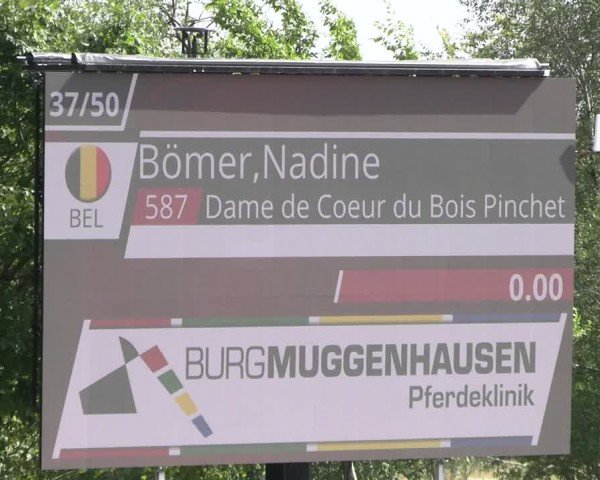 37/50
Bömer,Nadine
BEL
587 Dame de Coeur du Bois Pinchet
0.00
BURGMUGGENHAUSEN
Pferdeklinik